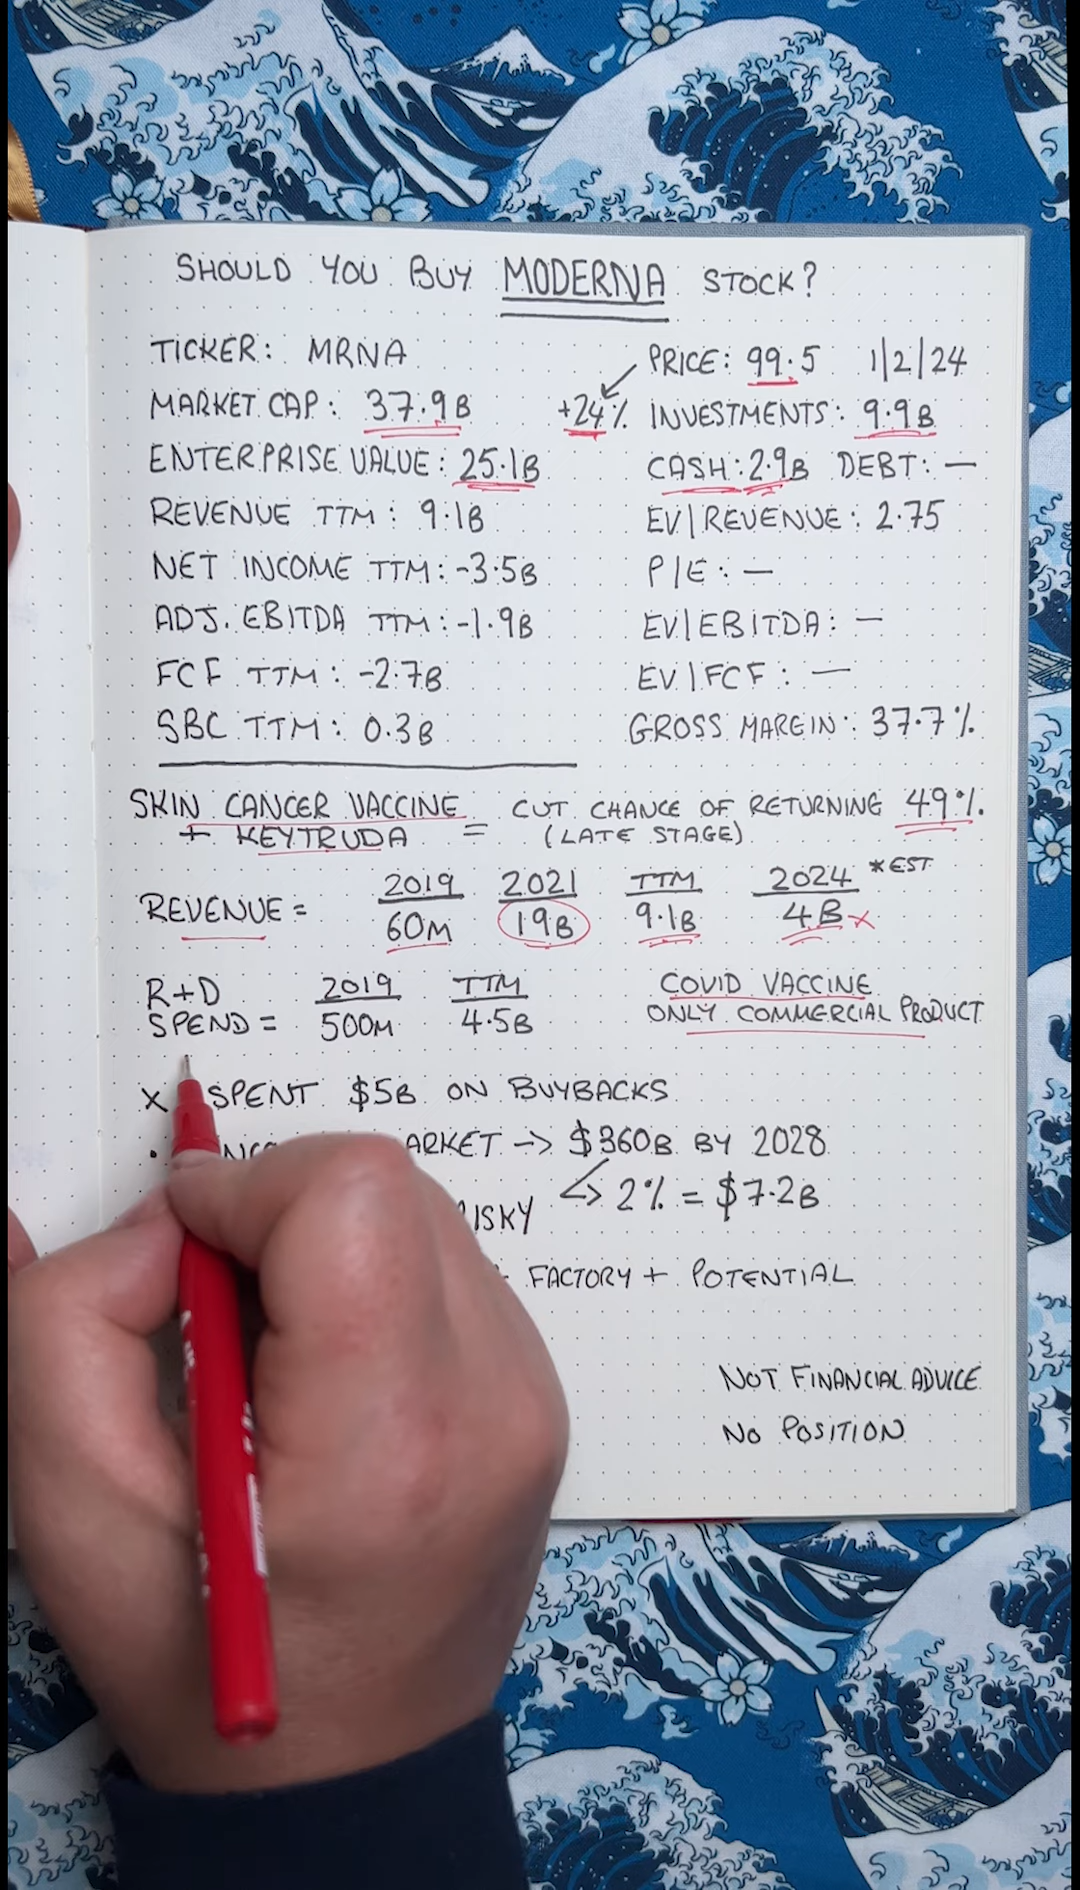 SHOULD YOU BUY MODERNA STOCK?
TICKER: MRNA
PRICE: 99.5 1/2/24
MARKET CAP: 37.9B
+24% INVESTMENTS: 9.9B
ENTERPRISE VALUE: 25.1B
CASH: 2.9B DEBT: —
REVENUE TTM: 9.1B
EV/REVENUE: 2.75
NET INCOME TTM: -3.5B
P/E: —
ADJ. EBITDA TTM: -1.9B
EV/EBITDA: —
FCF TTM: -2.7B
EV/FCF: —
SBC TTM: 0.3B
GROSS MARGIN: 37.7%
SKIN CANCER VACCINE
+ KEYTRUDA = CUT CHANCE OF RETURNING 49%
(LATE STAGE)
2019 2021 TTM 2024 *EST
REVENUE = 60M 19B 9.1B 4B x
R+D 2019 TTM
SPEND = 500M 4.5B
COVID VACCINE
ONLY COMMERCIAL PRODUCT
X SPENT $5B ON BUYBACKS
• ARKET -> $360B BY 2028
-> 2% = $7.2B
ISKY
FACTORY + POTENTIAL
NOT FINANCIAL ADVICE
NO POSITION